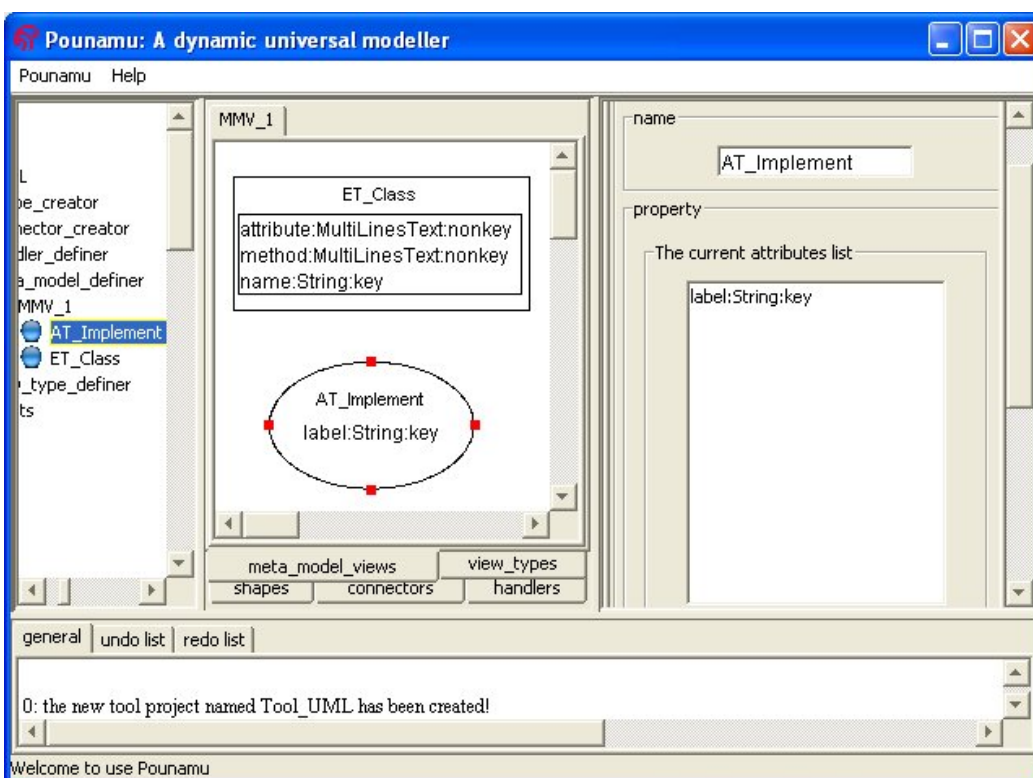 Pounamu: A dynamic universal modeller
Pounamu Help
L
pe_creator
nector_creator
dler_definer
a_model_definer
MMV_1
AT_Implement
ET_Class
_type_definer
ts
MMV_1
ET_Class
attribute:MultiLinesText:nonkey
method:MultiLinesText:nonkey
name:String:key
AT_Implement
label:String:key
meta_model_views view_types
shapes connectors handlers
name
AT_Implement
property
The current attributes list
label:String:key
general undo list redo list
0: the new tool project named Tool_UML has been created!
Welcome to use Pounamu